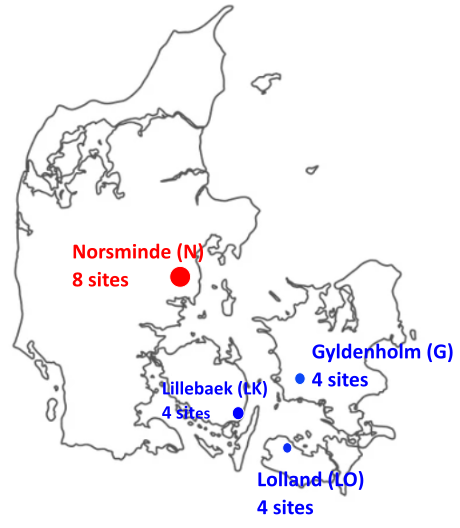 Norsminde (N)
8 sites
Gyldenholm (G)
4 sites
Lillebaek (LK)
4 sites
Lolland (LO)
4 sites